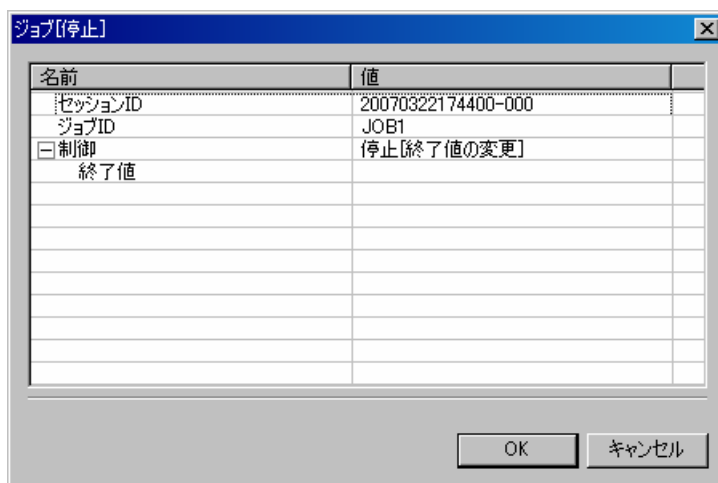 ジョブ[停止]
名前 値
セッションID 20070322174400-000
ジョブID JOB1
制御 停止[終了値の変更]
終了値
OK キャンセル